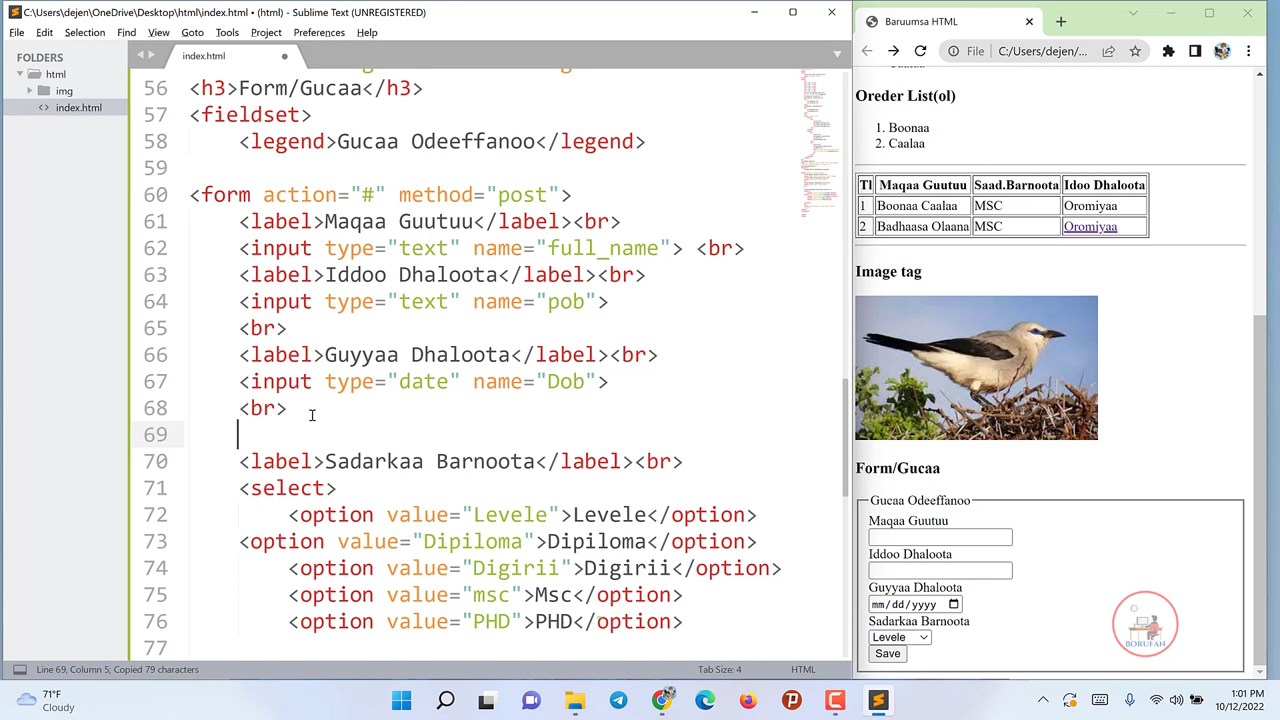 C:\Users\dejen\OneDrive\Desktop\html\index.html • (html) - Sublime Text (UNREGISTERED)
File Edit Selection Find View Goto Tools Project Preferences Help
FOLDERS
html
img
index.html
index.html
56 <h3>Form/Gucaa</h3>
57 <fieldset>
58 <legend>Gucaa Odeeffanoo</legend>
59
60 <form action="#" method="post">
61 <label>Maqaa Guutuu</label><br>
62 <input type="text" name="full_name"> <br>
63 <label>Iddoo Dhaloota</label><br>
64 <input type="text" name="pob">
65 <br>
66 <label>Guyyaa Dhaloota</label><br>
67 <input type="date" name="Dob">
68 <br>
69
70 <label>Sadarkaa Barnoota</label><br>
71 <select>
72 <option value="Levele">Levele</option>
73 <option value="Dipiloma">Dipiloma</option>
74 <option value="Digirii">Digirii</option>
75 <option value="msc">Msc</option>
76 <option value="PHD">PHD</option>
77
Line 69, Column 5; Copied 79 characters
Tab Size: 4
HTML
Baruumsa HTML
File C:/Users/dejen/...
Oreder List(ol)
1. Boonaa
2. Caalaa
Maqaa Guutuu
1 Boonaa Caalaa MSC
2 Badhaasa Olaana MSC Oromiyaa
Image tag
Form/Gucaa
Gucaa Odeeffanoo
Maqaa Guutuu
Iddoo Dhaloota
Guyyaa Dhaloota
mm/dd/yyyy
Sadarkaa Barnoota
Levele
Save
BORUFAN
71°F
Cloudy
1:01 PM
10/12/2022